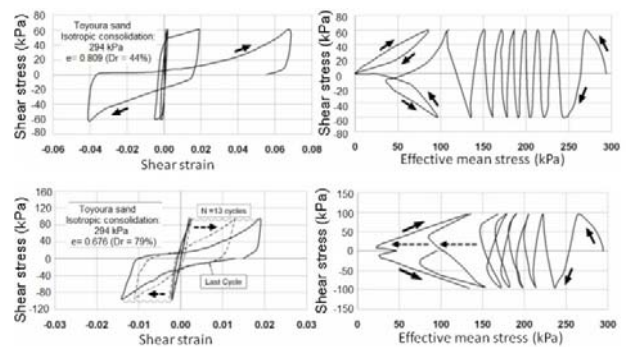 80
60
40
20
0
-20
-40
-60
-80
Shear stress (kPa)
Toyoura sand
Isotropic consolidation:
294 kPa
e= 0.809 (Dr = 44%)
-0.06 -0.04 -0.02 0.00 0.02 0.04 0.06 0.08
Shear strain
80
60
40
20
0
-20
-40
-60
-80
Shear stress (kPa)
0 50 100 150 200 250 300
Effective mean stress (kPa)
160
120
80
40
0
-40
-80
-120
Shear stress (kPa)
Toyoura sand
Isotropic consolidation:
294 kPa
e= 0.676 (Dr = 79%)
N =13 cycles
Last Cycle
-0.03 -0.02 -0.01 0.00 0.01 0.02 0.03
Shear strain
150
100
50
0
-50
-100
-150
Shear stress (kPa)
0 50 100 150 200 250 300
Effective mean stress (kPa)